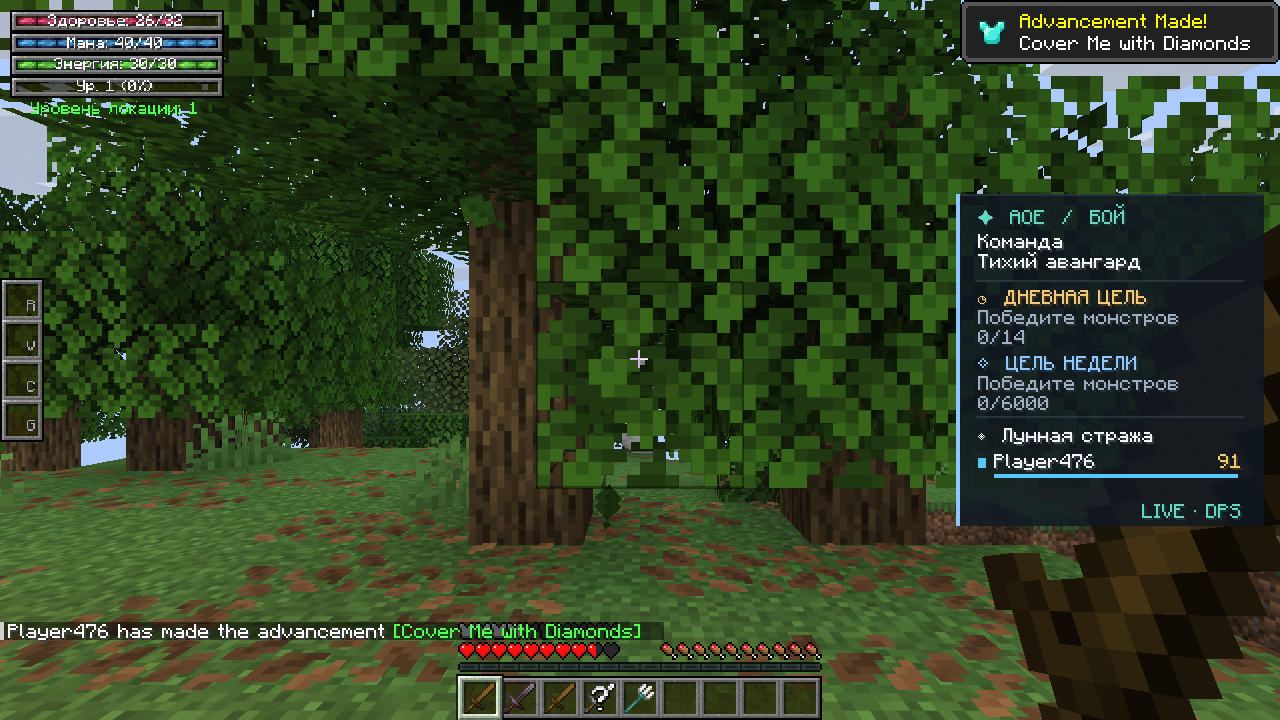 Здоровье: 26/32
Мана: 40/40
Энергия: 30/30
Ур. 1 (0%)
Уровень локации: 1
Advancement Made!
Cover Me with Diamonds
R
V
C
G
АОЕ / БОЙ
Команда
Тихий авангард
ДНЕВНАЯ ЦЕЛЬ
Победите монстров
0/14
ЦЕЛЬ НЕДЕЛИ
Победите монстров
0/6000
Лунная стража
Player476 91
LIVE · DPS
Player476 has made the advancement [Cover Me with Diamonds]